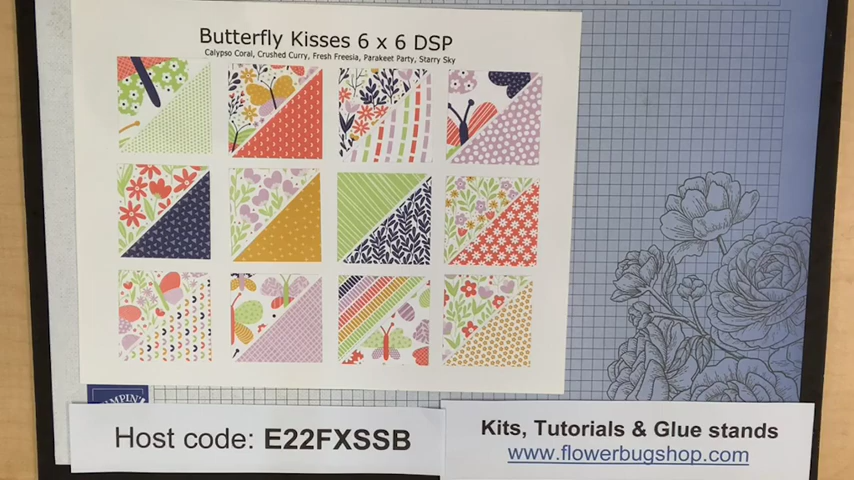 Butterfly Kisses 6 x 6 DSP
Calypso Coral, Crushed Curry, Fresh Freesia, Parakeet Party, Starry Sky
Host code: E22FXSSB
Kits, Tutorials & Glue stands
www.flowerbugshop.com